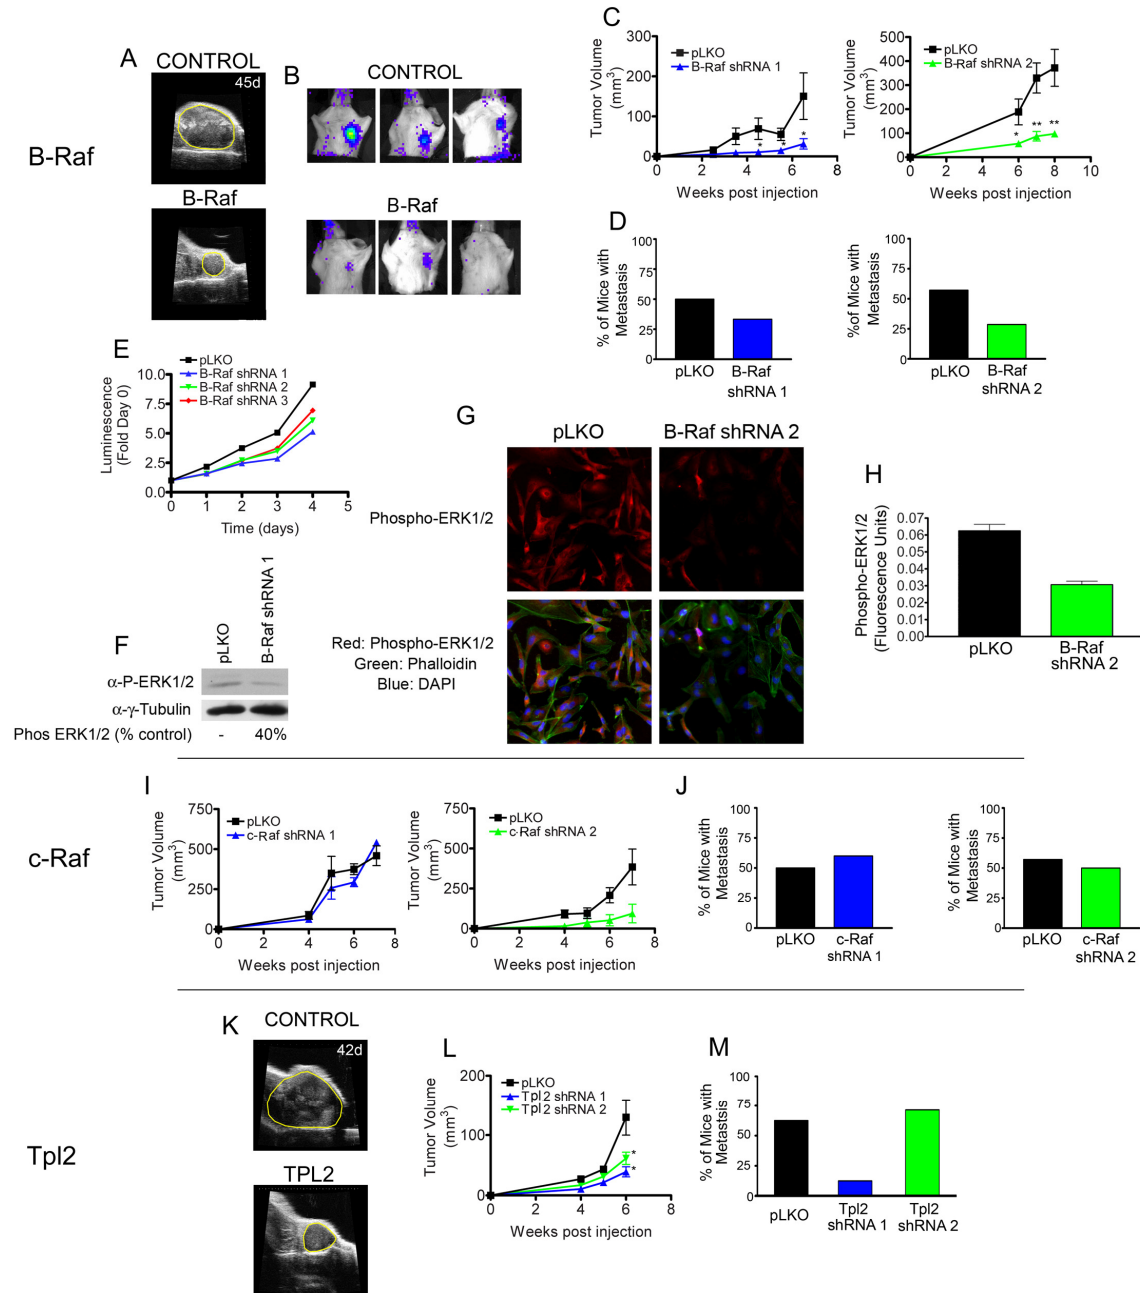 B-Raf
A
CONTROL
45d
B-Raf
B
CONTROL
B-Raf
C
Tumor Volume
(mm3)
300
200
100
0
pLKO
B-Raf shRNA 1
*
*
*
0 2 4 6 8
Weeks post injection
Tumor Volume
(mm3)
500
400
300
200
100
0
pLKO
B-Raf shRNA 2
*
**
**
0 2 4 6 8 10
Weeks post injection
D
% of Mice with
Metastasis
100
75
50
25
0
pLKO
B-Raf
shRNA 1
%of Mice with
Metastasis
100
75
50
25
0
pLKO
B-Raf
shRNA 2
E
pLKO
B-Raf shRNA 1
B-Raf shRNA 2
B-Raf shRNA 3
Luminescence
(Fold Day 0)
10.0
7.5
5.0
2.5
0.0
0 1 2 3 4 5
Time (days)
F
pLKO
B-Raf shRNA 1
α-P-ERK1/2
α-γ-Tubulin
Phos ERK1/2 (% control)
- 40%
G
pLKO
B-Raf shRNA 2
Phospho-ERK1/2
Red: Phospho-ERK1/2
Green: Phalloidin
Blue: DAPI
H
Phospho-ERK1/2
(Fluorescence Units)
0.07
0.06
0.05
0.04
0.03
0.02
0.01
0.00
pLKO
B-Raf
shRNA 2
c-Raf
I
Tumor Volume
(mm3)
750
500
250
0
pLKO
c-Raf shRNA 1
0 2 4 6 8
Weeks post injection
Tumor Volume
(mm3)
750
500
250
0
pLKO
c-Raf shRNA 2
0 2 4 6 8
Weeks post injection
J
% of Mice with
Metastasis
100
75
50
25
0
pLKO
c-Raf
shRNA 1
% of Mice with
Metastasis
100
75
50
25
0
pLKO
c-Raf
shRNA 2
Tpl2
K
CONTROL
42d
TPL2
L
Tumor Volume
(mm3)
200
100
0
pLKO
Tpl2 shRNA 1
Tpl2 shRNA 2
*
*
0 2 4 6 8
Weeks post injection
M
% of Mice with
Metastsis
100
75
50
25
0
pLKO
Tpl2
shRNA 1
Tpl2
shRNA 2